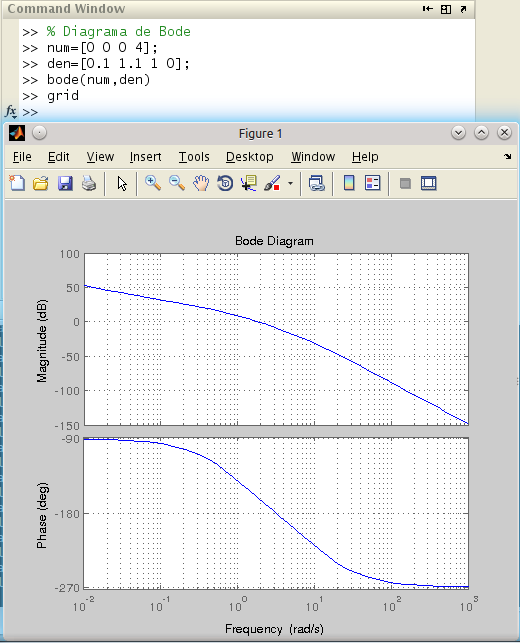 Command Window
>> % Diagrama de Bode
>> num=[0 0 0 4];
>> den=[0.1 1.1 1 0];
>> bode(num,den)
>> grid
fx >>
Figure 1
File Edit View Insert Tools Desktop Window Help
Bode Diagram
Magnitude (dB)
100
50
0
-50
-100
-150
Phase (deg)
-90
-180
-270
10^-2 10^-1 10^0 10^1 10^2 10^3
Frequency (rad/s)